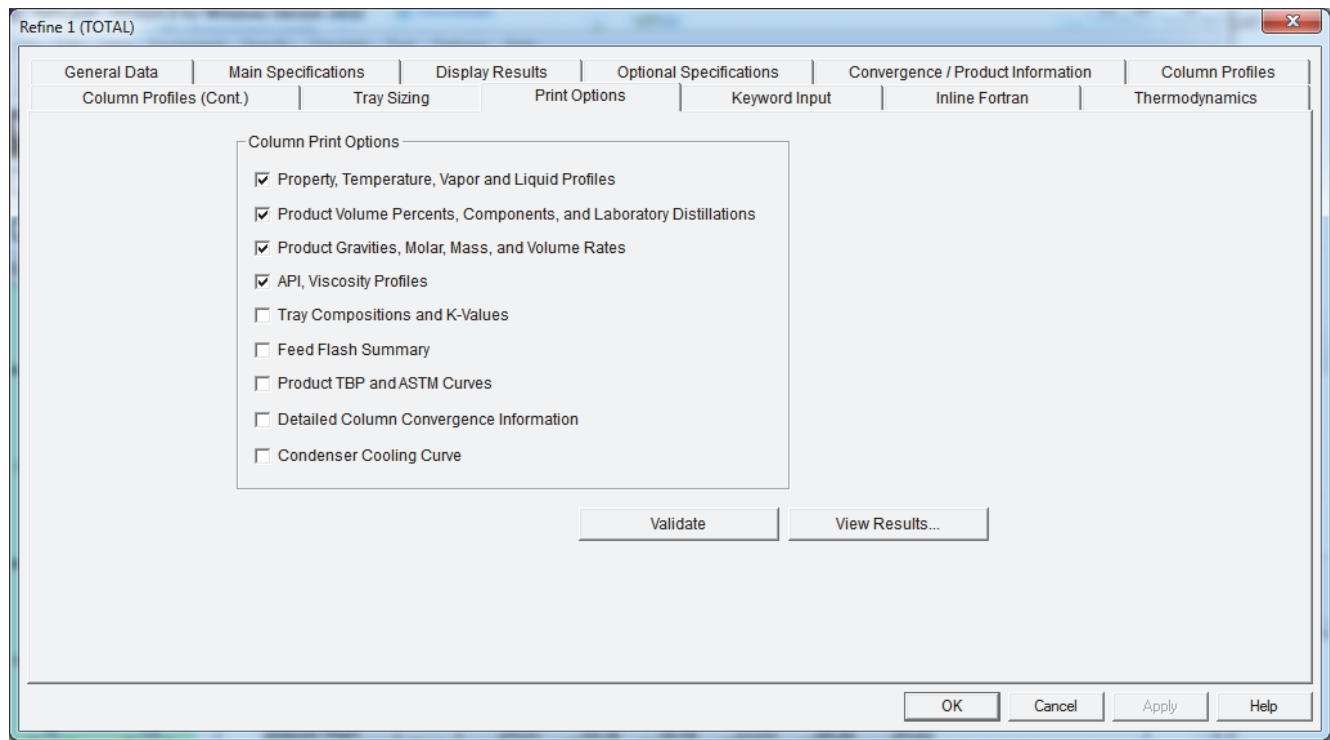 Refine 1 (TOTAL)
General Data Main Specifications Display Results Optional Specifications Convergence / Product Information Column Profiles
Column Profiles (Cont.) Tray Sizing Print Options Keyword Input Inline Fortran Thermodynamics
Column Print Options
Property, Temperature, Vapor and Liquid Profiles
Product Volume Percents, Components, and Laboratory Distillations
Product Gravities, Molar, Mass, and Volume Rates
API, Viscosity Profiles
Tray Compositions and K-Values
Feed Flash Summary
Product TBP and ASTM Curves
Detailed Column Convergence Information
Condenser Cooling Curve
Validate View Results...
OK Cancel Apply Help